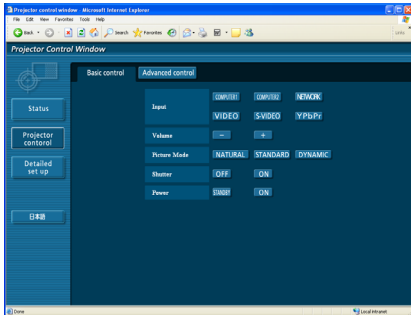 Projector control window - Microsoft Internet Explorer
File Edit View Favorites Tools Help
Back Search Favorites Links
Projector Control Window
Basic control Advanced control
Status
Projector contorol
Detailed set up
日本語
Input COMPUTER1 COMPUTER2 NETWORK
VIDEO S-VIDEO YPbPr
Volume - +
Picture Mode NATURAL STANDARD DYNAMIC
Shutter OFF ON
Power STANDBY ON
Done Local intranet